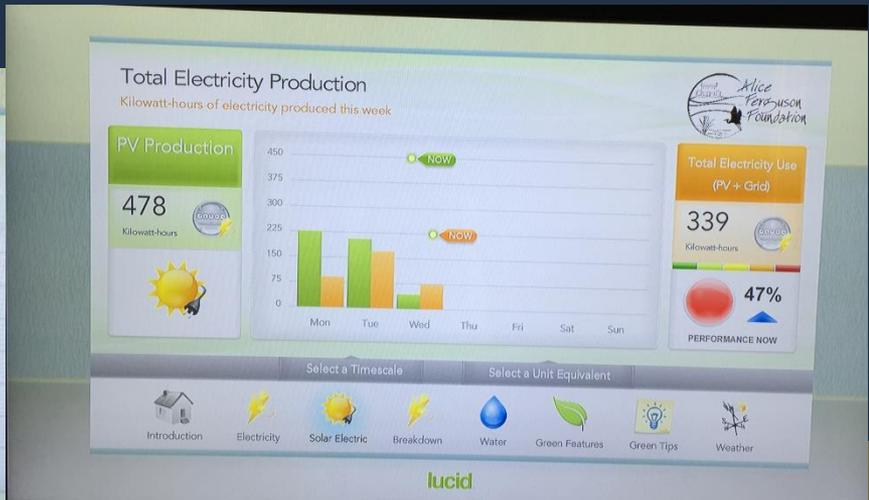 Total Electricity Production
Kilowatt-hours of electricity produced this week
Alice
Ferguson
Foundation
PV Production
478
Kilowatt-hours
450
375
300
225
150
75
0
NOW
NOW
Mon Tue Wed Thu Fri Sat Sun
Total Electricity Use
(PV + Grid)
339
Kilowatt-hours
47%
PERFORMANCE NOW
Select a Timescale
Select a Unit Equivalent
Introduction
Electricity
Solar Electric
Breakdown
Water
Green Features
Green Tips
Weather
lucid